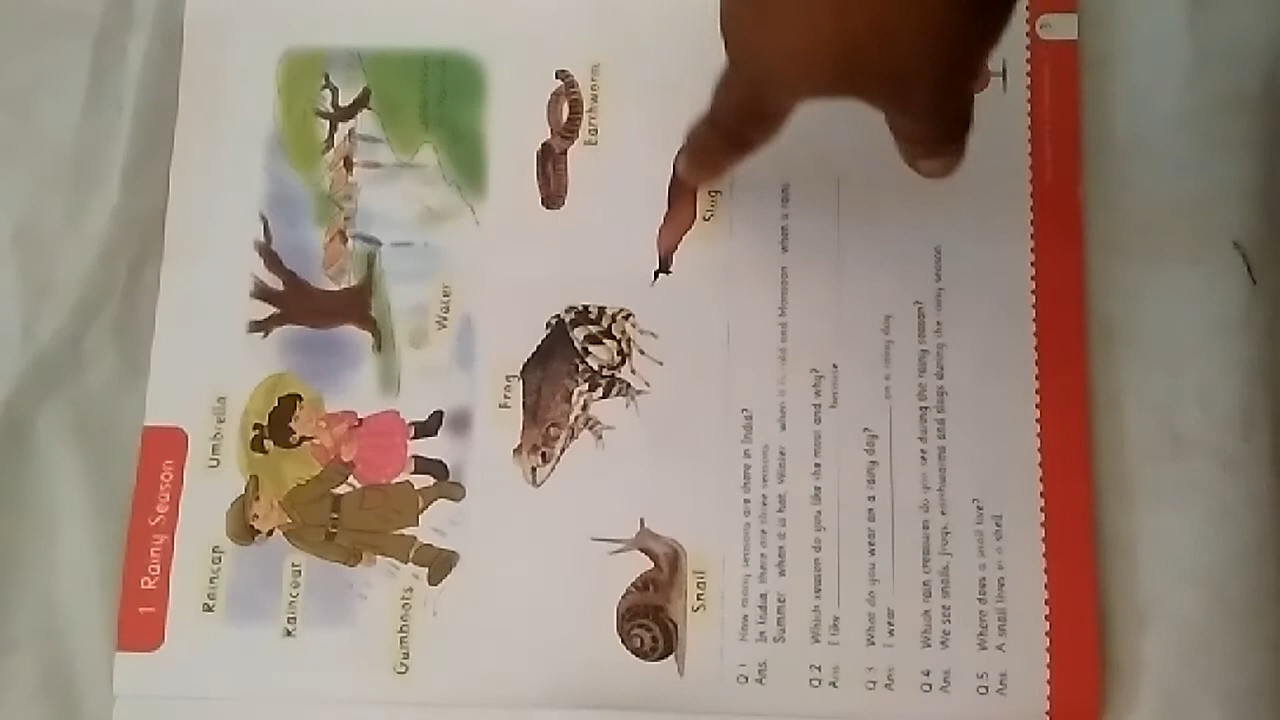 1 Rainy Season
Raincap
Umbrella
Raincoat
Gumboots
Water
Snail
Frog
Earthworm
Slug
Q 1 How many seasons are there in India?
Ans. In India, there are three seasons
Summer when it is hot, Winter when it is cold and Monsoon when it rains
Q 2 Which season do you like the most and why?
Ans. I like because
Q 3 What do you wear on a rainy day?
Ans I wear on a rainy day
Q 4 Which rain creatures do you see during the rainy season?
Ans. We see snails, frogs, earthworms and slugs during the rainy season
Q 5 Where does a snail live?
Ans. A snail lives in a shell